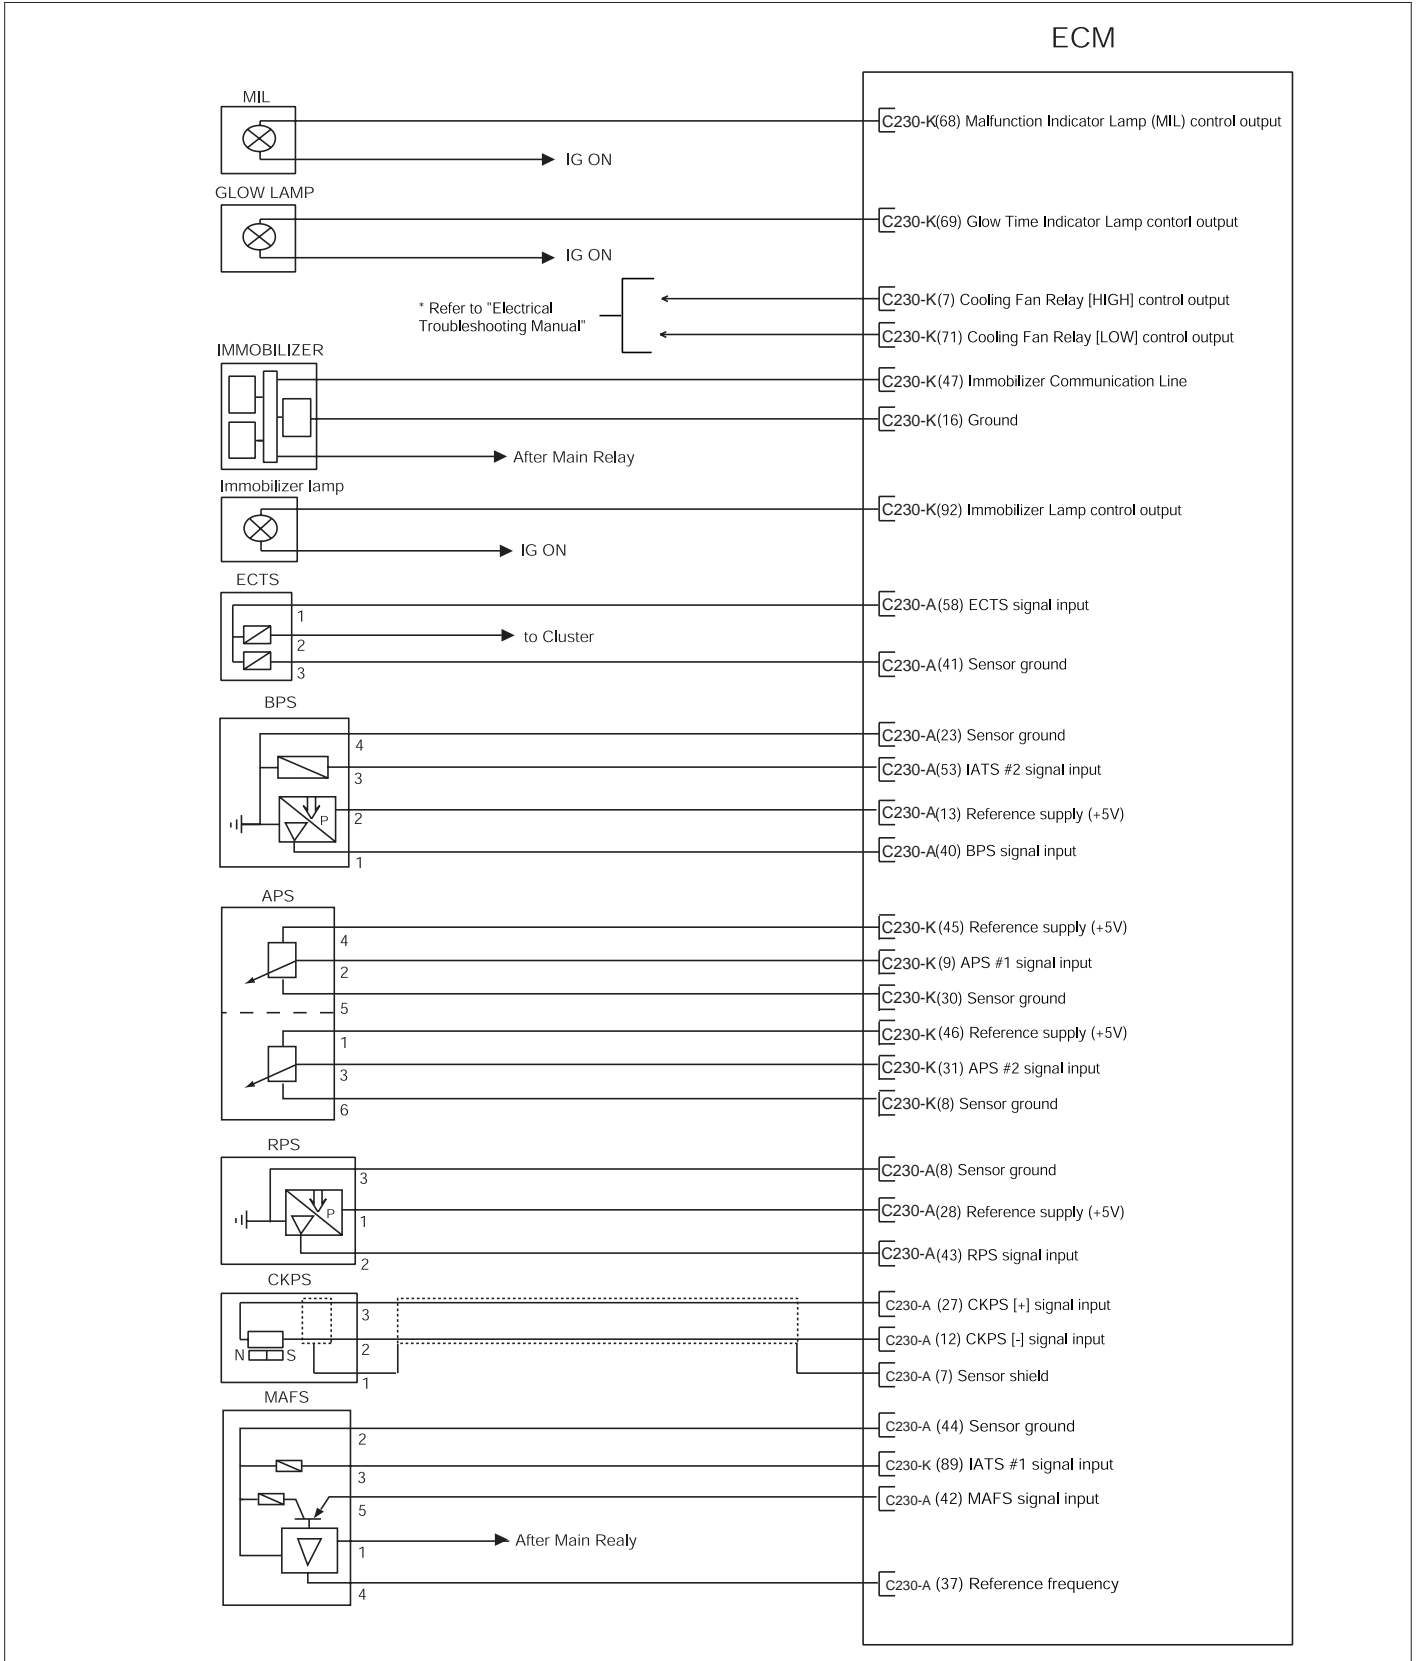 ECM
MIL
C230-K(68) Malfunction Indicator Lamp (MIL) control output
IG ON
GLOW LAMP
C230-K(69) Glow Time Indicator Lamp contorl output
IG ON
* Refer to "Electrical
Troubleshooting Manual"
C230-K(7) Cooling Fan Relay [HIGH] control output
C230-K(71) Cooling Fan Relay [LOW] control output
IMMOBILIZER
C230-K(47) Immobilizer Communication Line
C230-K(16) Ground
After Main Relay
Immobilizer lamp
C230-K(92) Immobilizer Lamp control output
IG ON
ECTS
1
C230-A(58) ECTS signal input
2
to Cluster
3
C230-A(41) Sensor ground
BPS
4
C230-A(23) Sensor ground
3
C230-A(53) IATS #2 signal input
P
2
C230-A(13) Reference supply (+5V)
1
C230-A(40) BPS signal input
APS
4
C230-K(45) Reference supply (+5V)
2
C230-K(9) APS #1 signal input
5
C230-K(30) Sensor ground
1
C230-K(46) Reference supply (+5V)
3
C230-K(31) APS #2 signal input
6
C230-K(8) Sensor ground
RPS
3
C230-A(8) Sensor ground
P
1
C230-A(28) Reference supply (+5V)
2
C230-A(43) RPS signal input
CKPS
3
C230-A (27) CKPS [+] signal input
N S
2
C230-A (12) CKPS [-] signal input
1
C230-A (7) Sensor shield
MAFS
2
C230-A (44) Sensor ground
3
C230-K (89) IATS #1 signal input
5
C230-A (42) MAFS signal input
1
After Main Realy
4
C230-A (37) Reference frequency